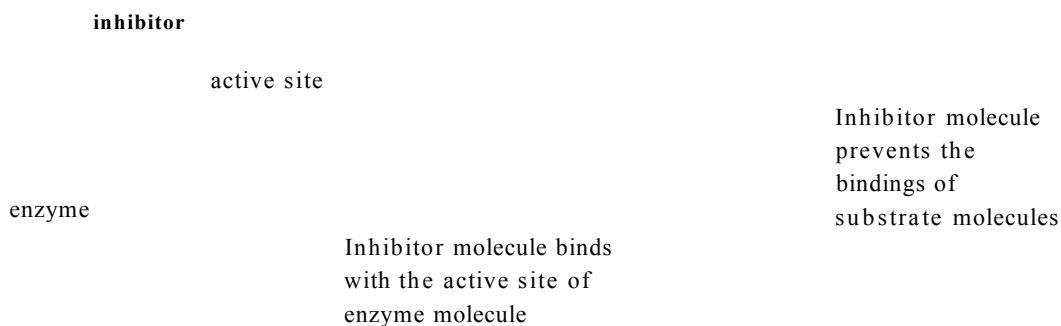 inhibitor
active site
enzyme
Inhibitor molecule binds
with the active site of
enzyme molecule
Inhibitor molecule
prevents the
bindings of
substrate molecules